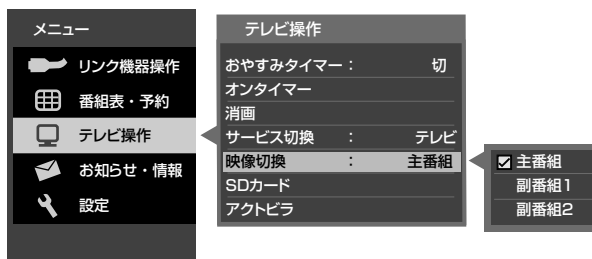 メニュー
リンク機器操作
番組表・予約
テレビ操作
お知らせ・情報
設定
テレビ操作
おやすみタイマー： 切
オンタイマー
消画
サービス切換 ： テレビ
映像切換 ： 主番組
SDカード
アクトビラ
主番組
副番組1
副番組2